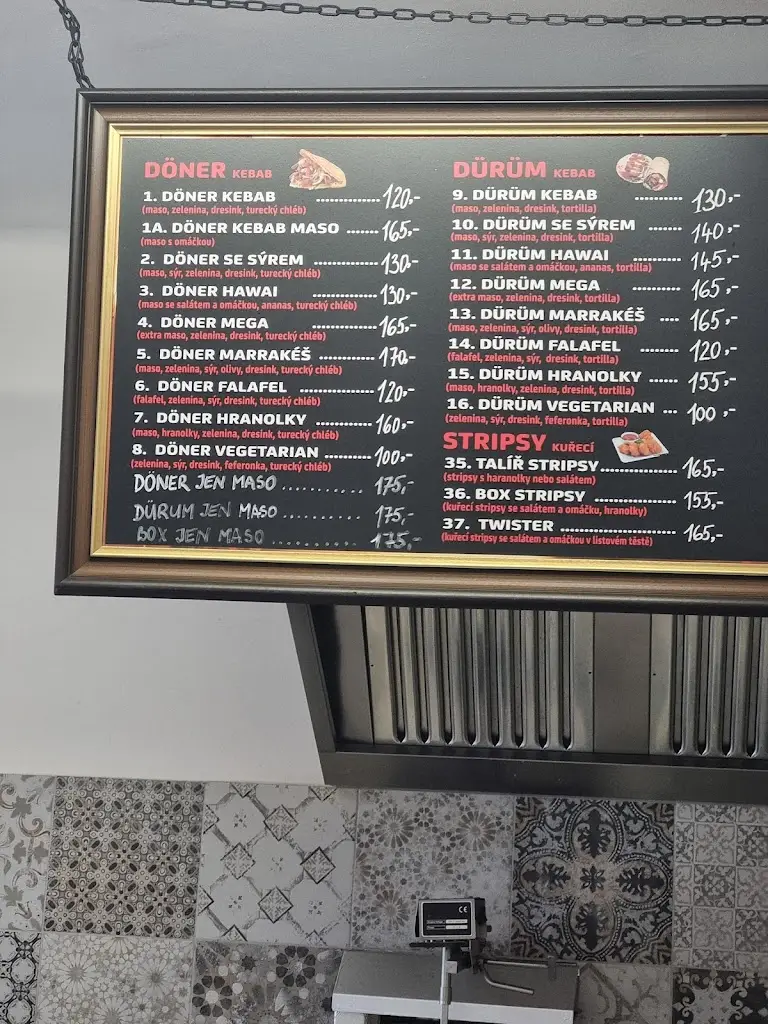 DÖNER KEBAB
1. DÖNER KEBAB ................ 120,-
(maso, zelenina, dresink, turecký chléb)
1A. DÖNER KEBAB MASO ...... 165,-
(maso s omáčkou)
2. DÖNER SE SÝREM ................ 130,-
(maso, sýr, zelenina, dresink, turecký chléb)
3. DÖNER HAWAI ................ 130,-
(maso se salátem a omáčkou, ananas, turecký chléb)
4. DÖNER MEGA ................ 165,-
(extra maso, zelenina, dresink, turecký chléb)
5. DÖNER MARRAKÉŠ .............. 170,-
(maso, zelenina, sýr, olivy, dresink, turecký chléb)
6. DÖNER FALAFEL ................ 120,-
(falafel, zelenina, sýr, dresink, turecký chléb)
7. DÖNER HRANOLKY .............. 160,-
(maso, hranolky, zelenina, dresink, turecký chléb)
8. DÖNER VEGETARIAN ............ 100,-
(zelenina, sýr, dresink, feferonka, turecký chléb)
DÖNER JEN MASO .......... 175,-
DÜRUM JEN MASO .......... 175,-
BOX JEN MASO .......... 175,-
DÜRÜM KEBAB
9. DÜRÜM KEBAB ............ 130,-
(maso, zelenina, dresink, tortilla)
10. DÜRÜM SE SÝREM ........ 140,-
(maso, sýr, zelenina, dresink, tortilla)
11. DÜRÜM HAWAI ............ 145,-
(maso se salátem a omáčkou, ananas, tortilla)
12. DÜRÜM MEGA ............ 165,-
(extra maso, zelenina, dresink, tortilla)
13. DÜRÜM MARRAKÉŠ .... 165,-
(maso, zelenina, sýr, olivy, dresink, tortilla)
14. DÜRÜM FALAFEL .......... 120,-
(falafel, zelenina, sýr, dresink, tortilla)
15. DÜRÜM HRANOLKY ...... 155,-
(maso, hranolky, zelenina, dresink, tortilla)
16. DÜRÜM VEGETARIAN ... 100,-
(zelenina, sýr, dresink, feferonka, tortilla)
STRIPSY KUŘECÍ
35. TALÍŘ STRIPSY.................. 165,-
(stripsy s haranolky nebo salátem)
36. BOX STRIPSY .................... 155,-
(kuřecí stripsy se salátem a omáčku, hranolky)
37. TWISTER ............................ 165,-
(kuřecí stripsy se salátem a omáčkou v listovém těstě)
CE